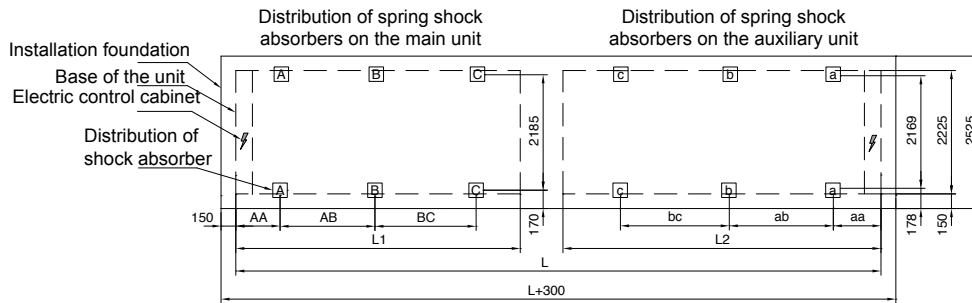 Distribution of spring shock
absorbers on the main unit
Distribution of spring shock
absorbers on the auxiliary unit
Installation foundation
Base of the unit
Electric control cabinet
Distribution of
shock absorber
A B C c b a
A B C c b a
2185
2169
2225
2525
150 AA AB BC 170 bc ab aa 178 150
L1 L2
L
L+300